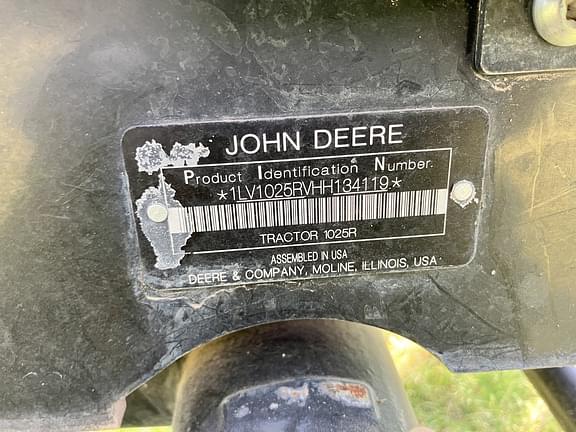 JOHN DEERE
Product Identification Number.
*1LV1025RVHH134119*
TRACTOR 1025R
ASSEMBLED IN USA
DEERE & COMPANY, MOLINE, ILLINOIS, USA